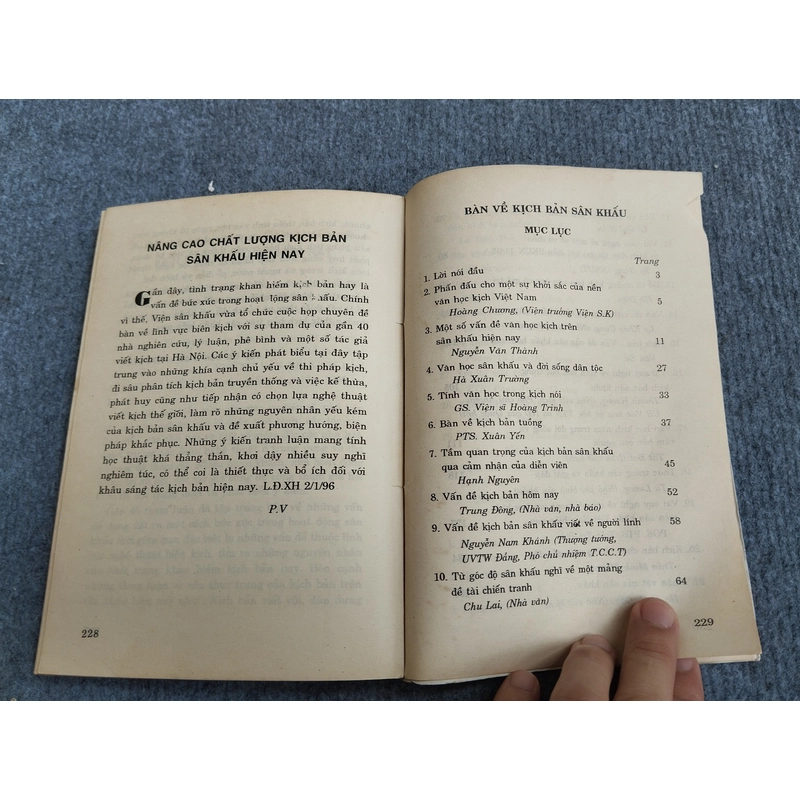 NÂNG CAO CHẤT LƯỢNG KỊCH BẢN
SÂN KHẤU HIỆN NAY
Gần đây, tình trạng khan hiếm kịch bản hay là
vấn đề bức xúc trong hoạt động sân khấu. Chính
vì thế, Viện sân khấu vừa tổ chức cuộc họp chuyên đề
bàn về lĩnh vực biên kịch với sự tham dự của gần 40
nhà nghiên cứu, lý luận, phê bình và một số tác giả
viết kịch tại Hà Nội. Các ý kiến phát biểu tại đây tập
trung vào những khía cạnh chủ yếu về thi pháp kịch,
đi sâu phân tích kịch bản truyền thống và việc kế thừa,
phát huy cũng như tiếp nhận có chọn lựa nghệ thuật
viết kịch thế giới, làm rõ những nguyên nhân yếu kém
của kịch bản sân khấu và đề xuất phương hướng, biện
pháp khắc phục. Những ý kiến tranh luận mang tính
học thuật khá thẳng thắn, khơi dậy nhiều suy nghĩ
nghiêm túc, có thể coi là thiết thực và bổ ích đối với
khâu sáng tác kịch bản hiện nay. L.Đ.XH 2/1/96
P.V
228
BÀN VỀ KỊCH BẢN SÂN KHẤU
MỤC LỤC
Trang
1. Lời nói đầu 3
2. Phấn đấu cho một sự khởi sắc của nền
văn học kịch Việt Nam 5
Hoàng Chương, (Viện trưởng Viện S.K)
3. Một số vấn đề văn học kịch trên
sân khấu hiện nay 11
Nguyễn Văn Thành
4. Văn học sân khấu và đời sống dân tộc 27
Hà Xuân Trường
5. Tính văn học trong kịch nói 33
GS. Viện sĩ Hoàng Trinh
6. Bàn về kịch bản tuồng 37
PTS. Xuân Yến
7. Tầm quan trọng của kịch bản sân khấu
qua cảm nhận của diễn viên 45
Hạnh Nguyên
8. Vấn đề kịch bản hôm nay 52
Trung Đông, (Nhà văn, nhà báo)
9. Vấn đề kịch bản sân khấu viết về người lính 58
Nguyễn Nam Khánh (Thượng tướng,
UVTW Đảng, Phó chủ nhiệm T.C.C.T)
10. Từ góc độ sân khấu nghĩ về một mảng
đề tài chiến tranh 64
Chu Lai, (Nhà văn)
229